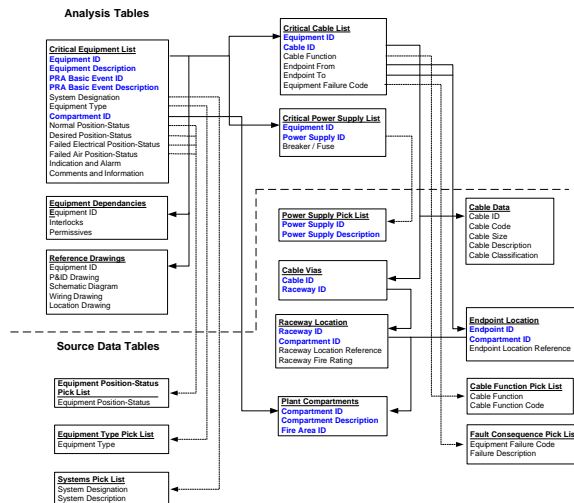 Analysis Tables
Critical Equipment List
Equipment ID
Equipment Description
PRA Basic Event ID
PRA Basic Event Description
System Designation
Equipment Type
Compartment ID
Normal Position-Status
Desired Position-Status
Failed Electrical Position-Status
Failed Air Position-Status
Indication and Alarm
Comments and Information
Equipment Dependancies
Equipment ID
Interlocks
Permissives
Reference Drawings
Equipment ID
P&ID Drawing
Schematic Diagram
Wiring Drawing
Location Drawing
Critical Cable List
Equipment ID
Cable ID
Cable Function
Endpoint From
Endpoint To
Equipment Failure Code
Critical Power Supply List
Equipment ID
Power Supply ID
Breaker / Fuse
Power Supply Pick List
Power Supply ID
Power Supply Description
Cable Data
Cable ID
Cable Code
Cable Size
Cable Description
Cable Classification
Cable Vias
Cable ID
Raceway ID
Raceway Location
Raceway ID
Compartment ID
Raceway Location Reference
Raceway Fire Rating
Endpoint Location
Endpoint ID
Compartment ID
Endpoint Location Reference
Source Data Tables
Equipment Position-Status
Pick List
Equipment Position-Status
Equipment Type Pick List
Equipment Type
Systems Pick List
System Designation
System Description
Plant Compartments
Compartment ID
Compartment Description
Fire Area ID
Cable Function Pick List
Cable Function
Cable Function Code
Fault Consequence Pick List
Equipment Failure Code
Failure Description